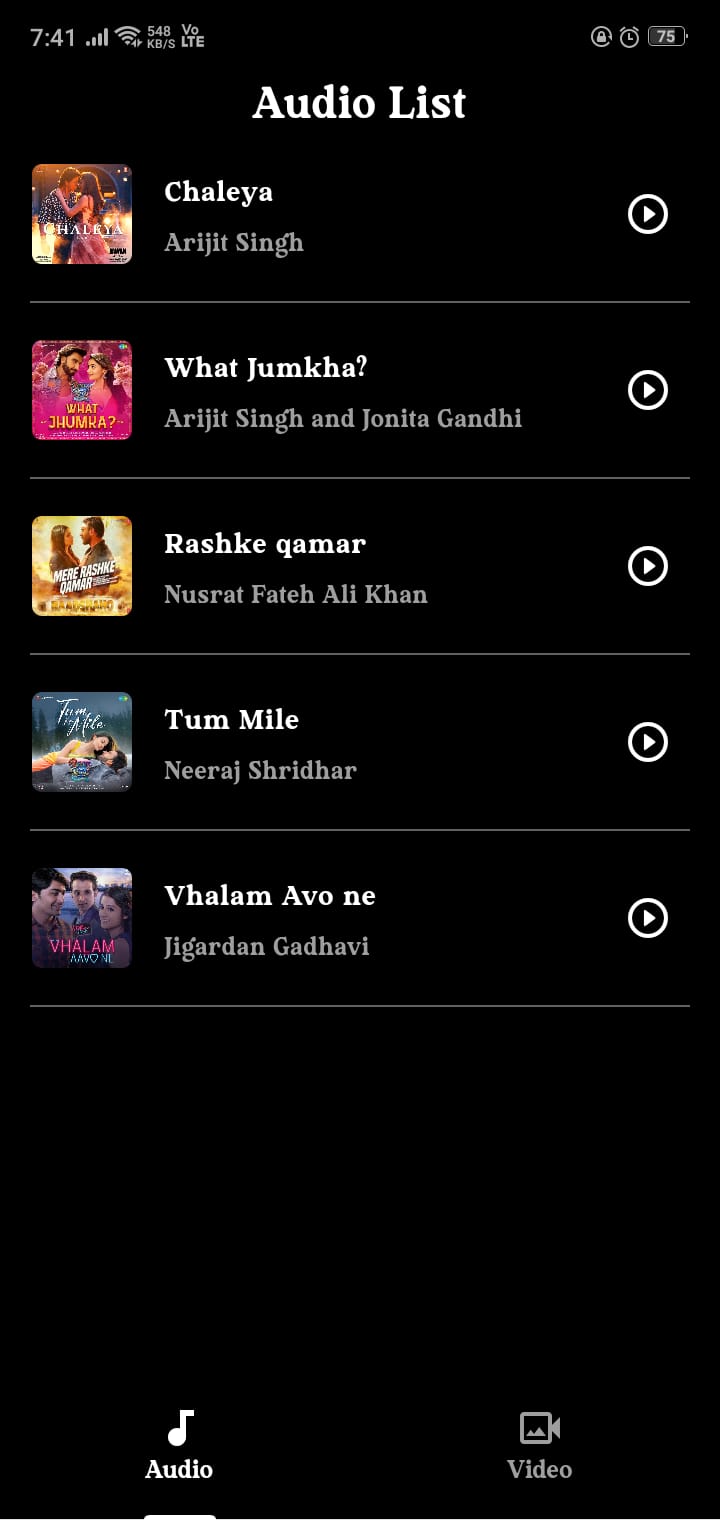 7:41 548 KB/S Vo LTE 75
Audio List
CHALEYA
Chaleya
Arijit Singh
WHAT
JHUMKA?
What Jumkha?
Arijit Singh and Jonita Gandhi
MERE RASHKE
QAMAR
BAADSHAHO
Rashke qamar
Nusrat Fateh Ali Khan
Tum
Mile
Tum Mile
Neeraj Shridhar
VHALAM
AAVO NE
Vhalam Avo ne
Jigardan Gadhavi
Audio
Video